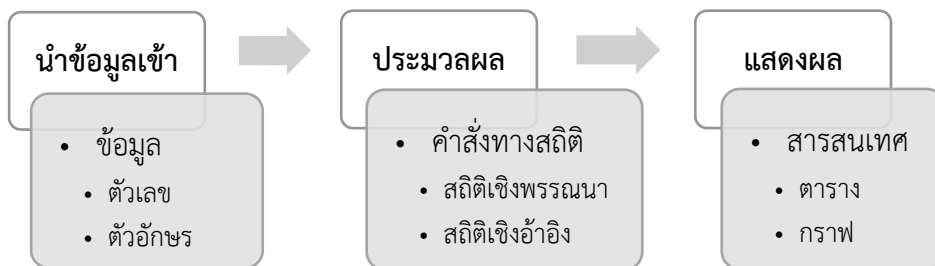 นำข้อมูลเข้า
• ข้อมูล
• ตัวเลข
• ตัวอักษร
ประมวลผล
• คำสั่งทางสถิติ
• สถิติเชิงพรรณนา
• สถิติเชิงอ้าอิง
แสดงผล
• สารสนเทศ
• ตาราง
• กราฟ